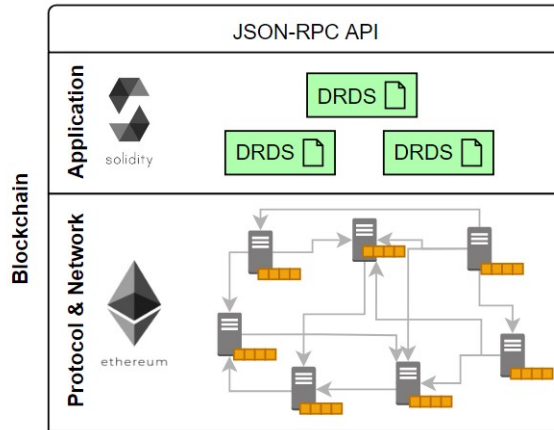 JSON-RPC API
Blockchain
Application
solidity
DRDS
DRDS
DRDS
Protocol & Network
ethereum